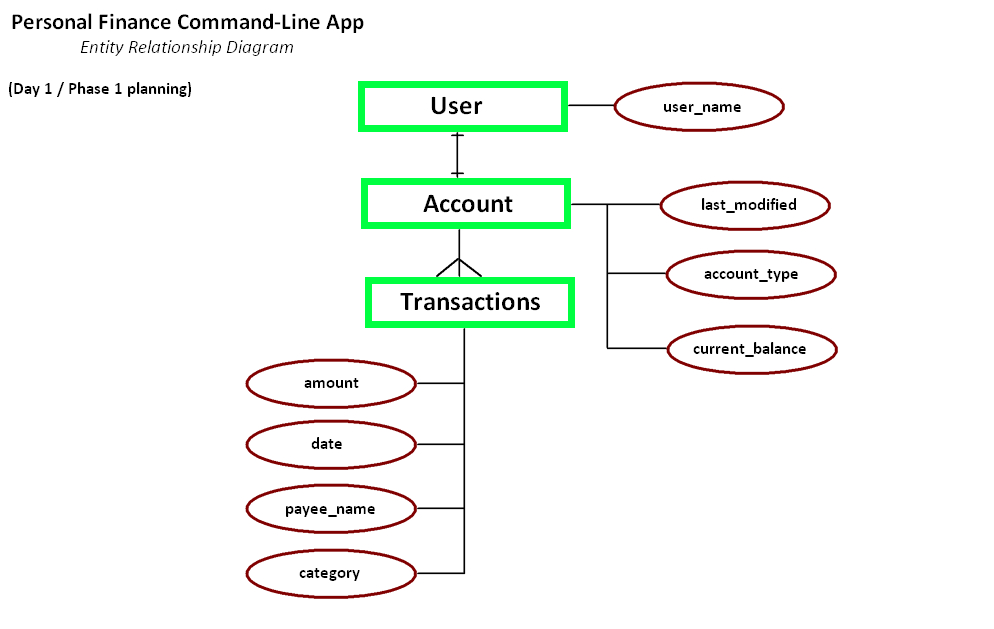 Personal Finance Command-Line App
Entity Relationship Diagram
(Day 1 / Phase 1 planning)
User
user_name
Account
last_modified
account_type
Transactions
current_balance
amount
date
payee_name
category